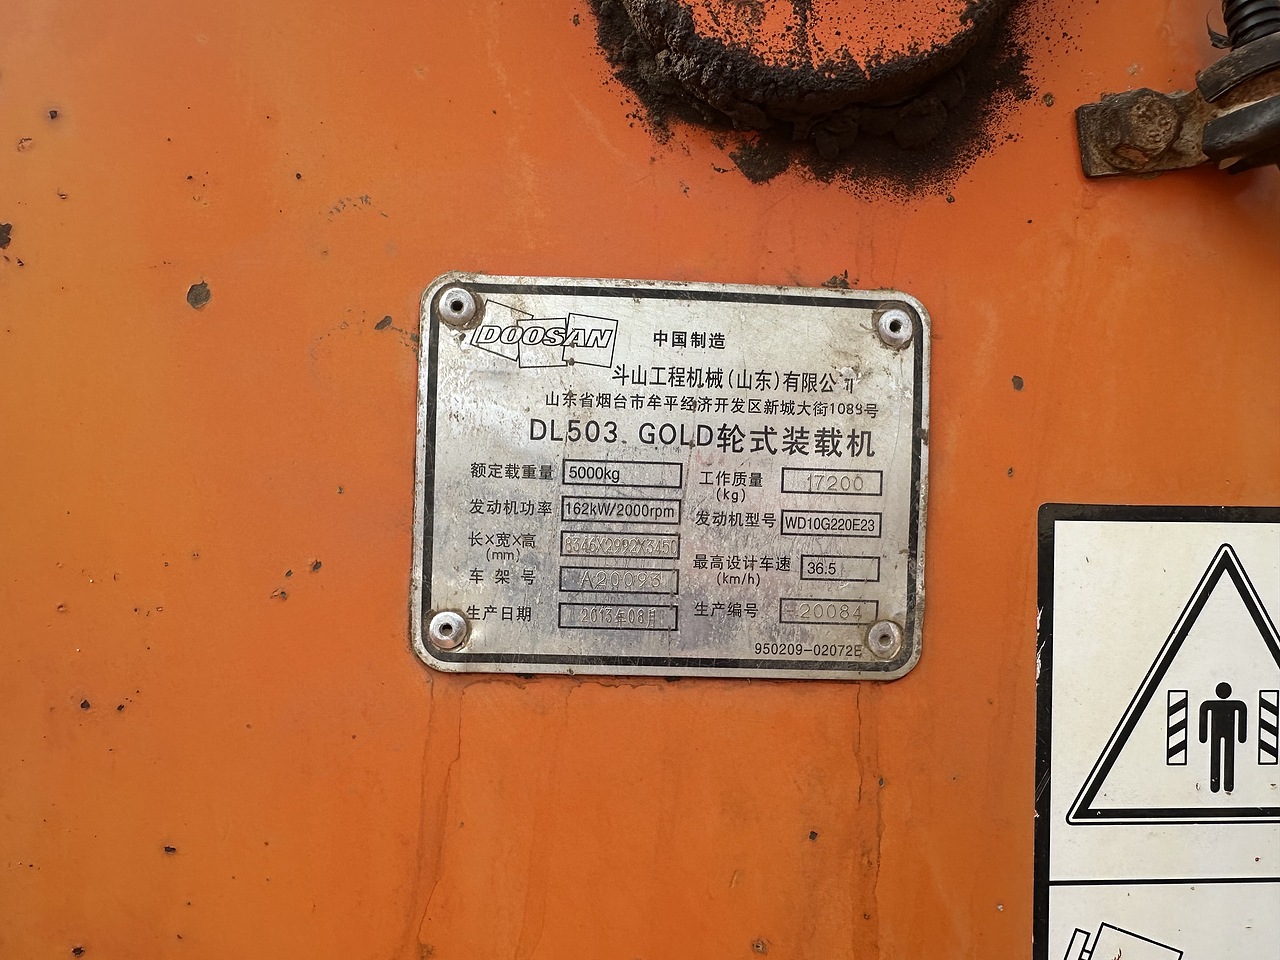 DOOSAN
中国制造
斗山工程机械(山东)有限公
山东省烟台市牟平经济开发区新城大街1088号
DL503 GOLD轮式装载机
额定载重量 5000kg 工作质量(kg) 17200
发动机功率 162kW/2000rpm 发动机型号 WD10G220E23
长×宽×高(mm) 8346X2992X3450 最高设计车速(km/h) 36.5
车架号 A20093
生产日期 2013年08月 生产编号 -20084
950209-02072E